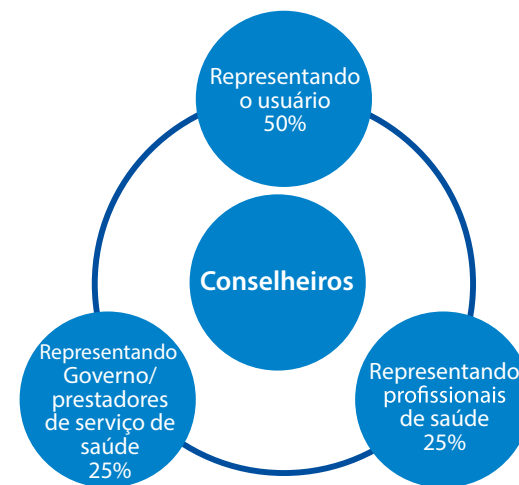 Representando
o usuário
50%
Conselheiros
Representando
Governo/
prestadores
de serviço de
saúde
25%
Representando
profissionais
de saúde
25%